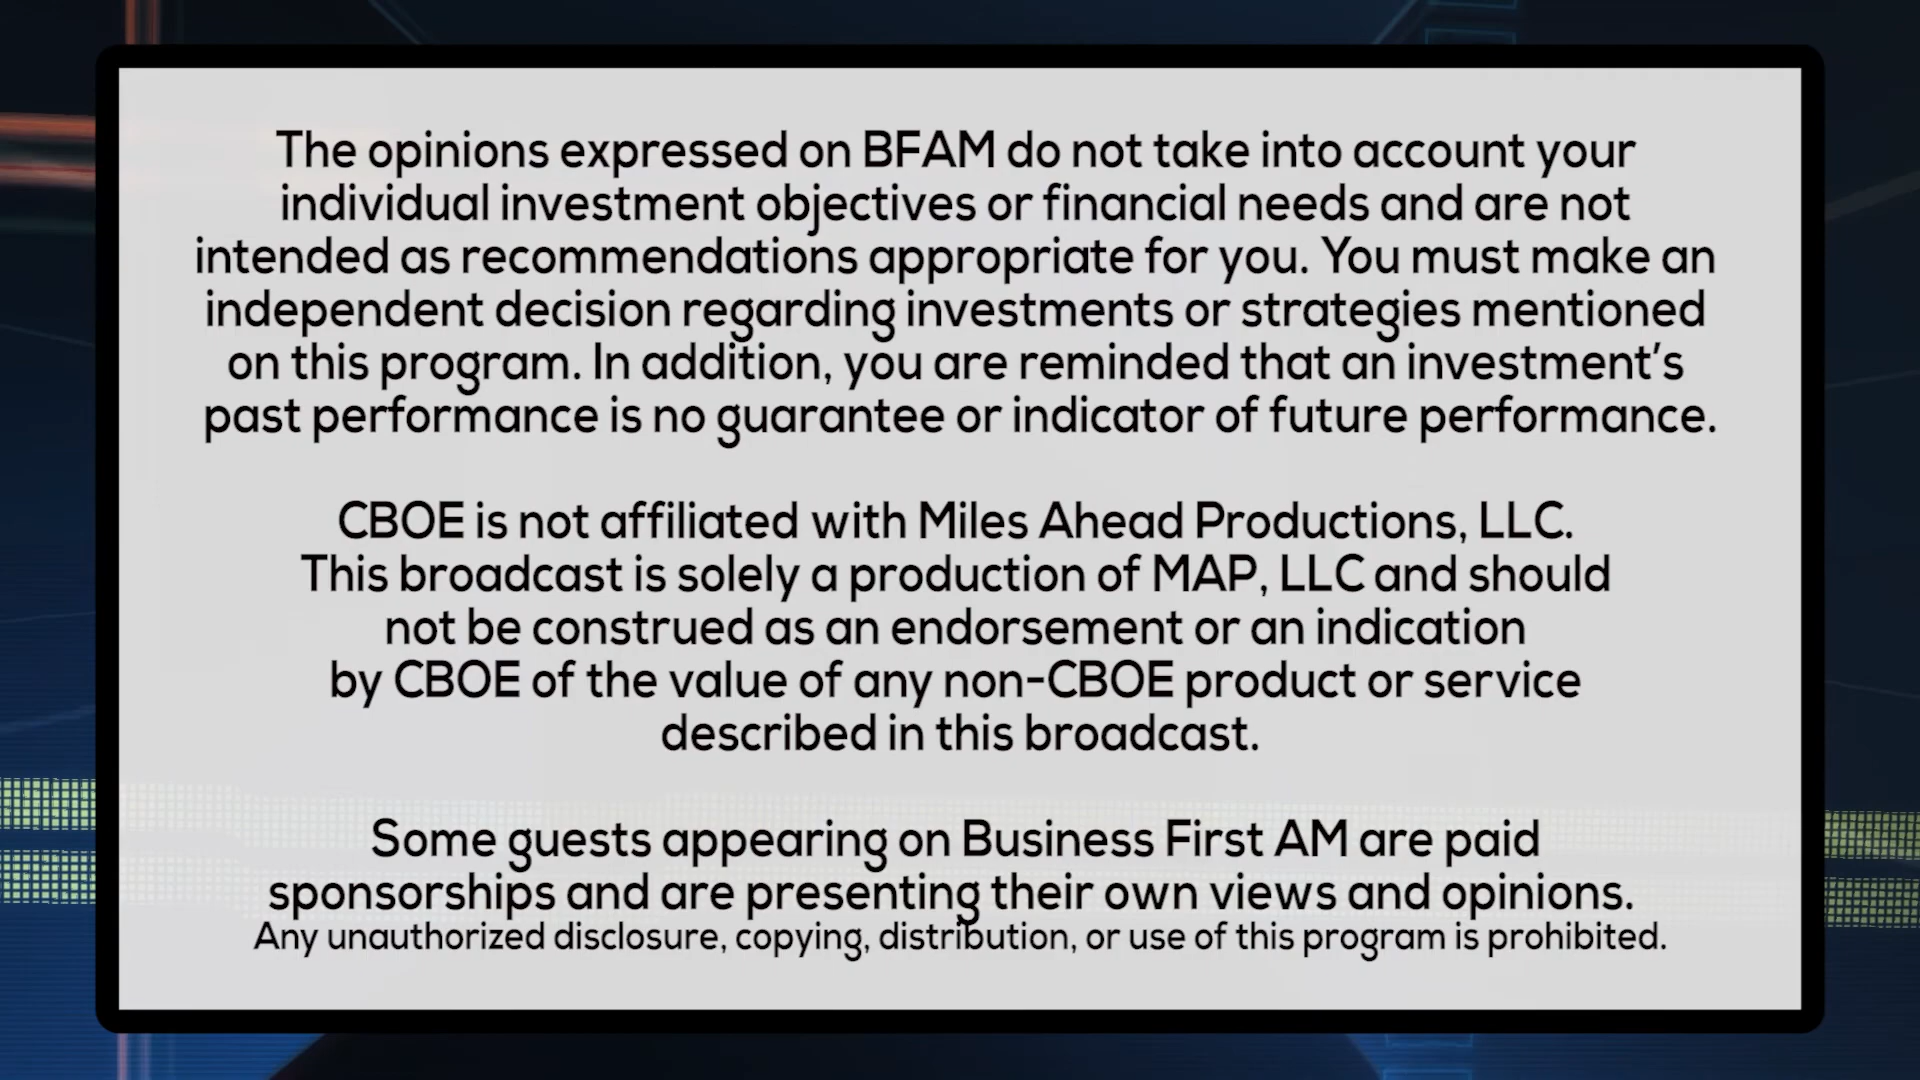 The opinions expressed on BFAM do not take into account your
individual investment objectives or financial needs and are not
intended as recommendations appropriate for you. You must make an
independent decision regarding investments or strategies mentioned
on this program. In addition, you are reminded that an investment’s
past performance is no guarantee or indicator of future performance.
CBOE is not affiliated with Miles Ahead Productions, LLC.
This broadcast is solely a production of MAP, LLC and should
not be construed as an endorsement or an indication
by CBOE of the value of any non-CBOE product or service
described in this broadcast.
Some guests appearing on Business First AM are paid
sponsorships and are presenting their own views and opinions.
Any unauthorized disclosure, copying, distribution, or use of this program is prohibited.